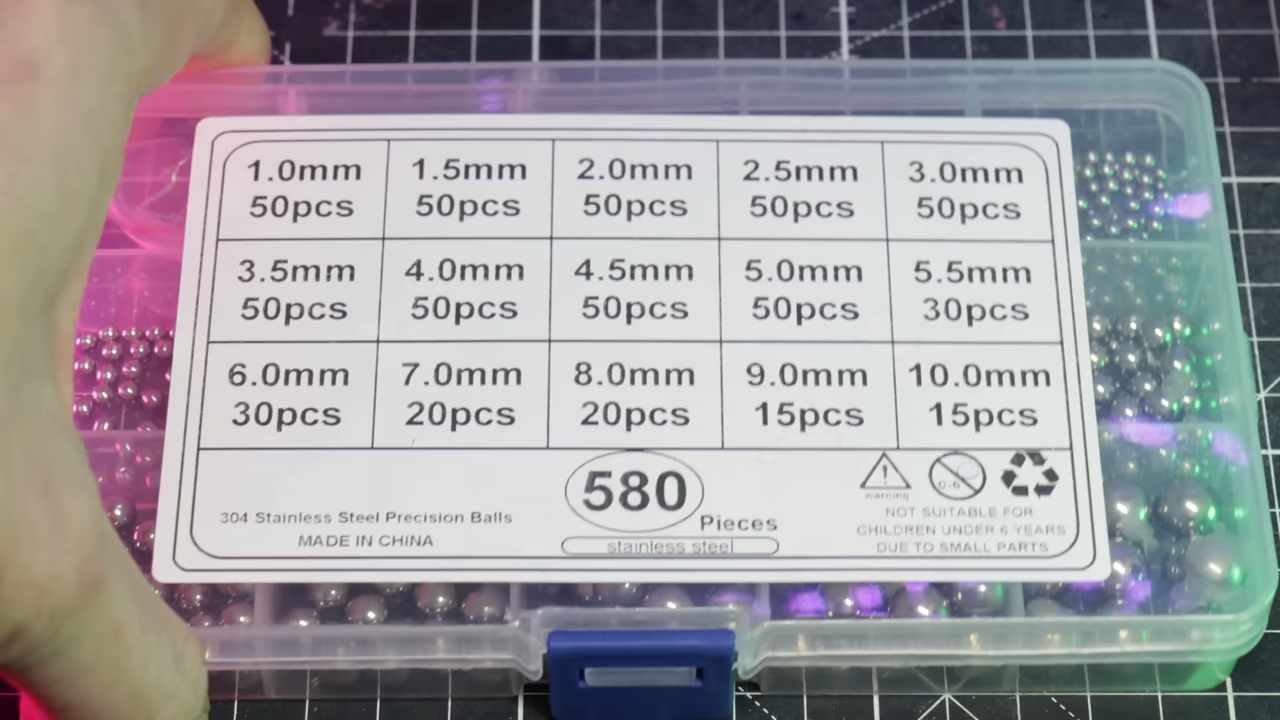 1.0mm 1.5mm 2.0mm 2.5mm 3.0mm
50pcs 50pcs 50pcs 50pcs 50pcs
3.5mm 4.0mm 4.5mm 5.0mm 5.5mm
50pcs 50pcs 50pcs 50pcs 30pcs
6.0mm 7.0mm 8.0mm 9.0mm 10.0mm
30pcs 20pcs 20pcs 15pcs 15pcs
304 Stainless Steel Precision Balls
MADE IN CHINA
580
Pieces
stainless steel
warning
0-6
NOT SUITABLE FOR
CHILDREN UNDER 6 YEARS
DUE TO SMALL PARTS